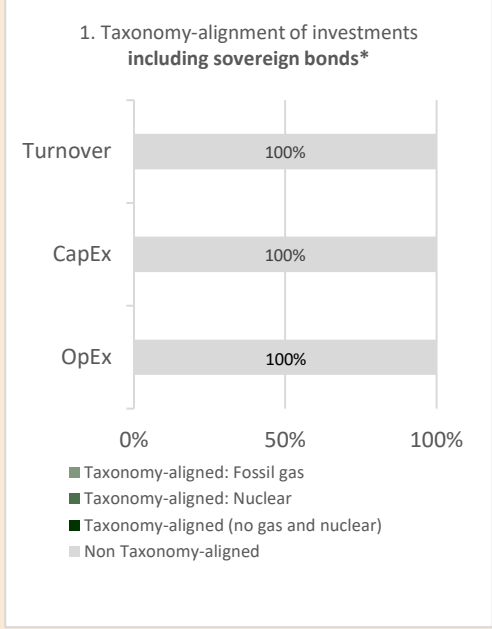 1. Taxonomy-alignment of investments
including sovereign bonds*
Turnover
100%
CapEx
100%
OpEx
100%
0%
50%
100%
Taxonomy-aligned: Fossil gas
Taxonomy-aligned: Nuclear
Taxonomy-aligned (no gas and nuclear)
Non Taxonomy-aligned